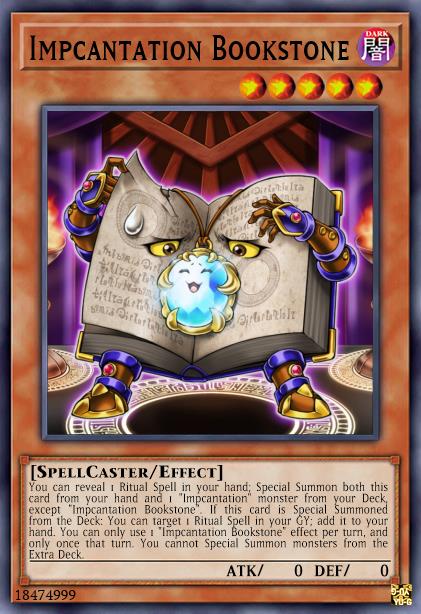 Impcantation Bookstone
DARK
闇
[SpellCaster/Effect]
You can reveal 1 Ritual Spell in your hand; Special Summon both this
card from your hand and 1 "Impcantation" monster from your Deck,
except "Impcantation Bookstone". If this card is Special Summoned
from the Deck: You can target 1 Ritual Spell in your GY; add it to your
hand. You can only use 1 "Impcantation Bookstone" effect per turn, and
only once that turn. You cannot Special Summon monsters from the
Extra Deck.
ATK/ 0 DEF/ 0
18474999